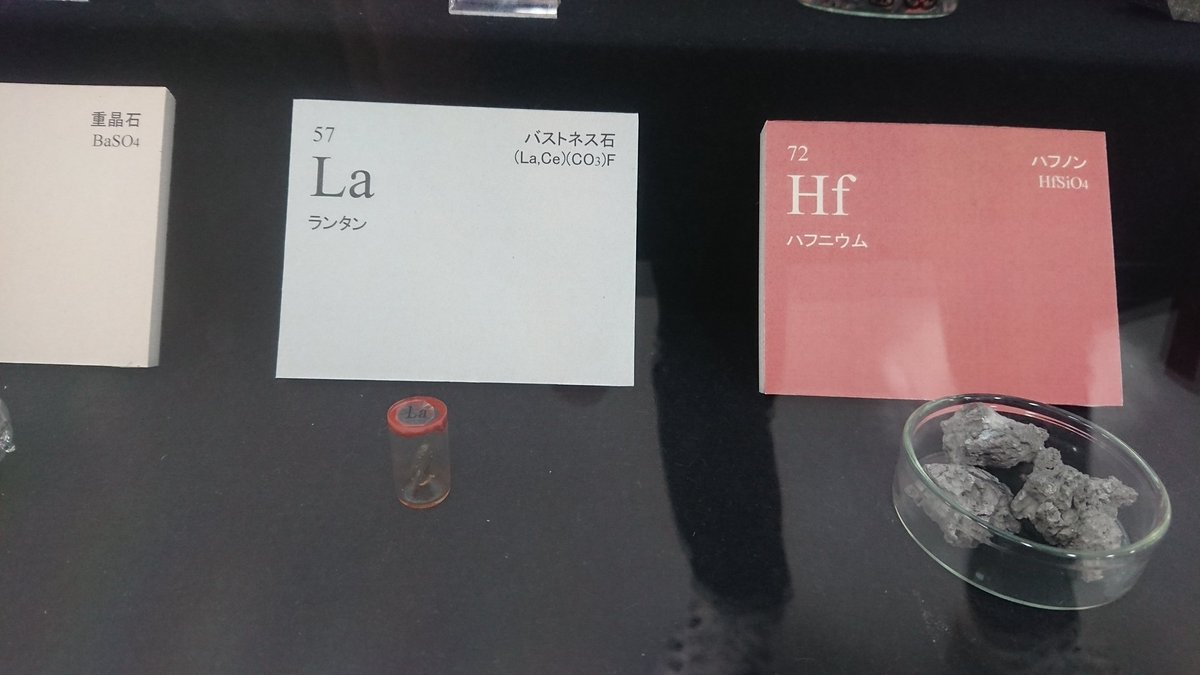 重晶石
BaSO4
57
La
ランタン
バストネス石
(La,Ce)(CO3)F
La
72
Hf
ハフニウム
ハフノン
HfSiO4